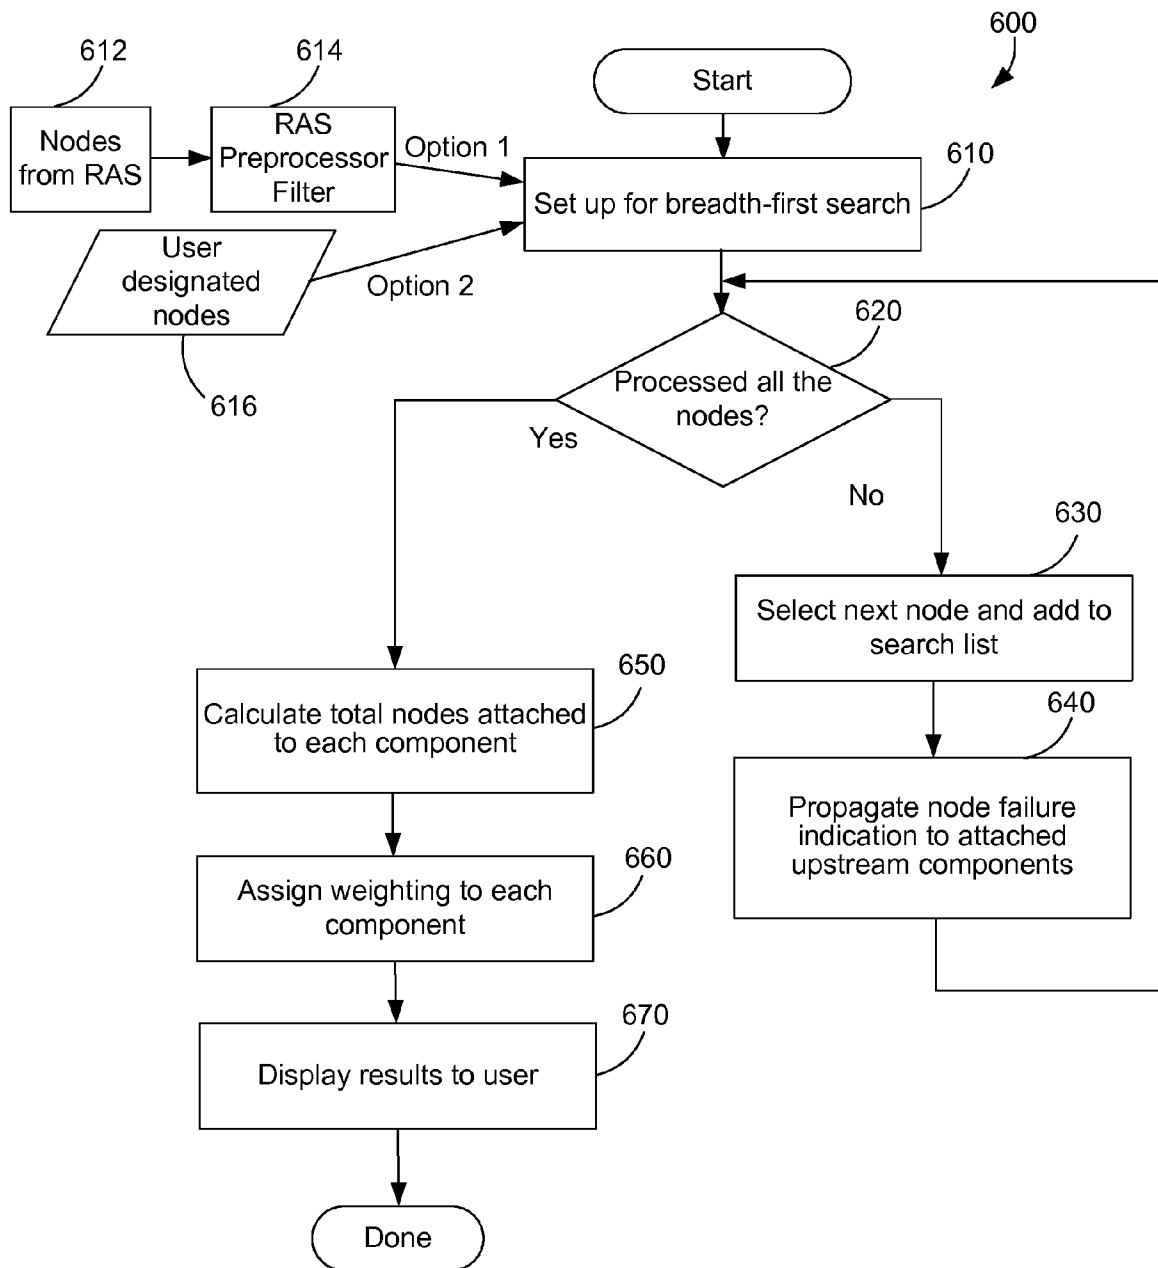 600
612
614
Start
Nodes
from RAS
RAS
Preprocessor
Filter
Option 1
610
Set up for breadth-first search
User
designated
nodes
Option 2
616
620
Processed all the
nodes?
Yes
No
630
Select next node and add to
search list
640
Propagate node failure
indication to attached
upstream components
650
Calculate total nodes attached
to each component
660
Assign weighting to each
component
670
Display results to user
Done